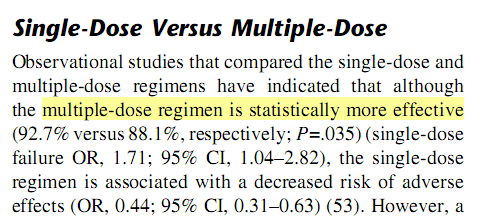 Single-Dose Versus Multiple-Dose
Observational studies that compared the single-dose and
multiple-dose regimens have indicated that although
the multiple-dose regimen is statistically more effective
(92.7% versus 88.1%, respectively; P=.035) (single-dose
failure OR, 1.71; 95% CI, 1.04–2.82), the single-dose
regimen is associated with a decreased risk of adverse
effects (OR, 0.44; 95% CI, 0.31–0.63) (53). However, a